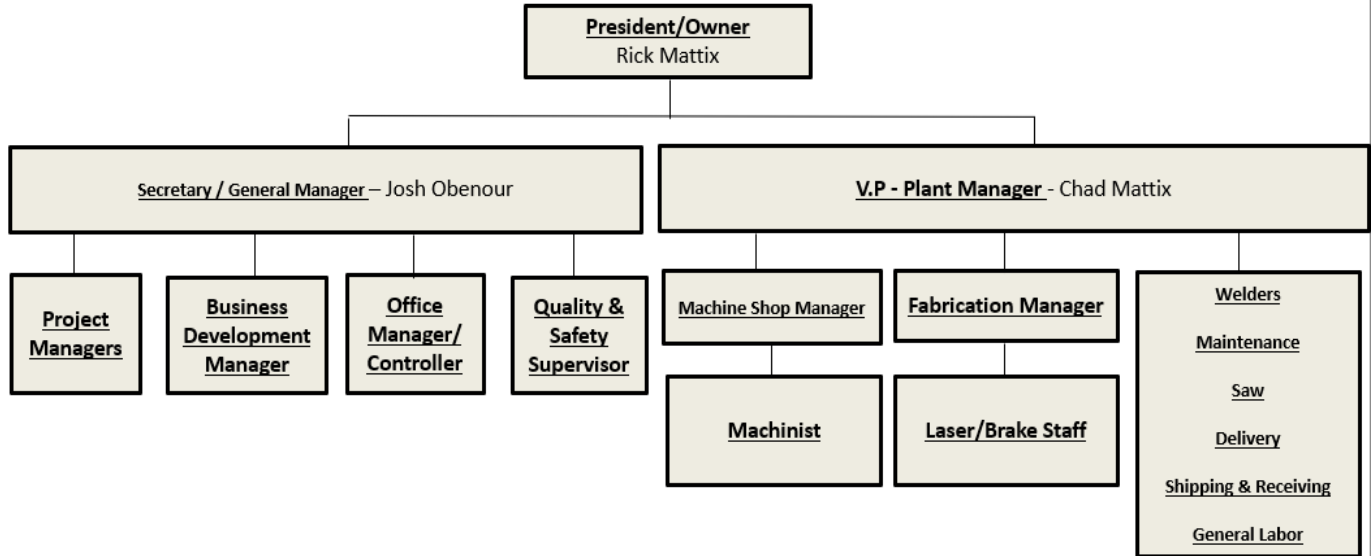 President/Owner
Rick Mattix
Secretary / General Manager – Josh Obenour
V.P - Plant Manager - Chad Mattix
Project
Managers
Business
Development
Manager
Office
Manager/
Controller
Quality &
Safety
Supervisor
Machine Shop Manager
Fabrication Manager
Machinist
Laser/Brake Staff
Welders
Maintenance
Saw
Delivery
Shipping & Receiving
General Labor